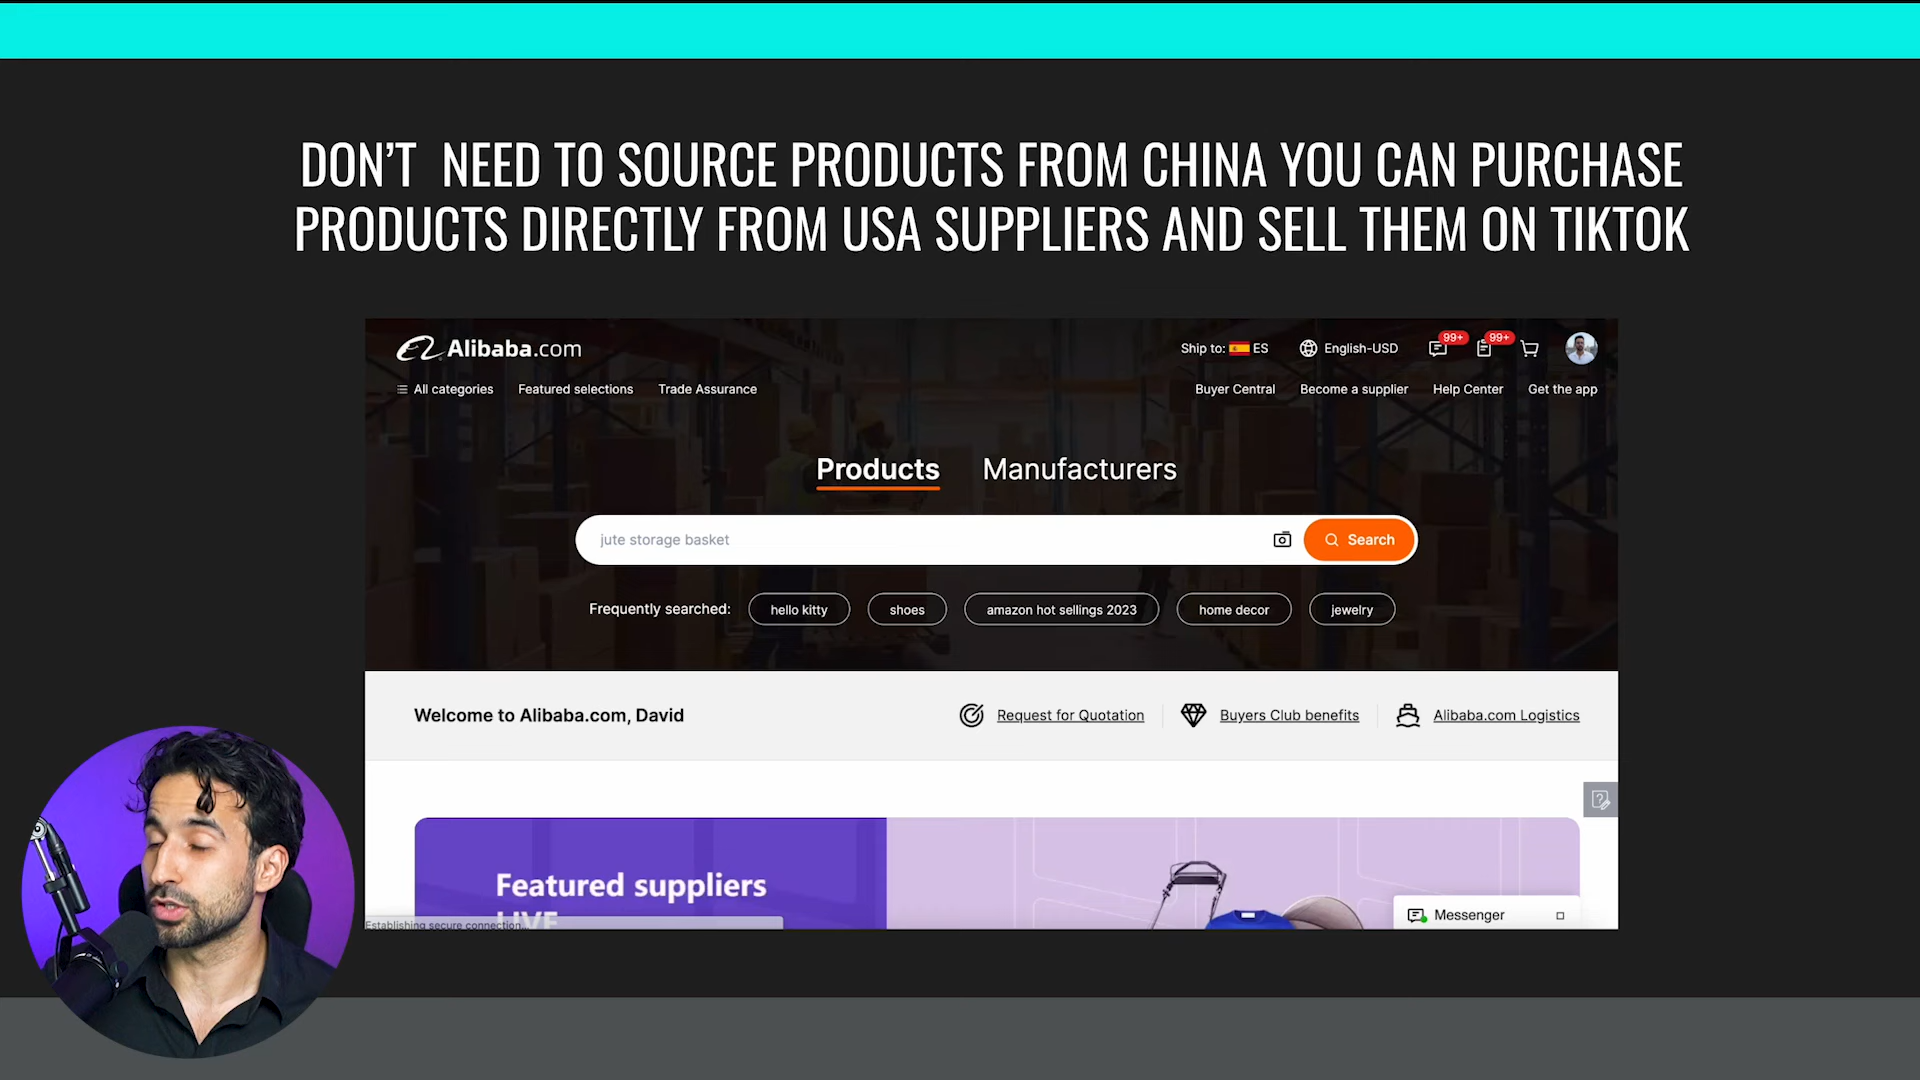 DON'T  NEED TO SOURCE PRODUCTS FROM CHINA YOU CAN PURCHASE
PRODUCTS DIRECTLY FROM USA SUPPLIERS AND SELL THEM ON TIKTOK
Alibaba.com
Ship to: ES
English-USD
99+
99+
All categories
Featured selections
Trade Assurance
Buyer Central
Become a supplier
Help Center
Get the app
Products
Manufacturers
jute storage basket
Search
Frequently searched:
hello kitty
shoes
amazon hot sellings 2023
home decor
jewelry
Welcome to Alibaba.com, David
Request for Quotation
Buyers Club benefits
Alibaba.com Logistics
Featured suppliers
LIVE
Messenger
Establishing secure connection...